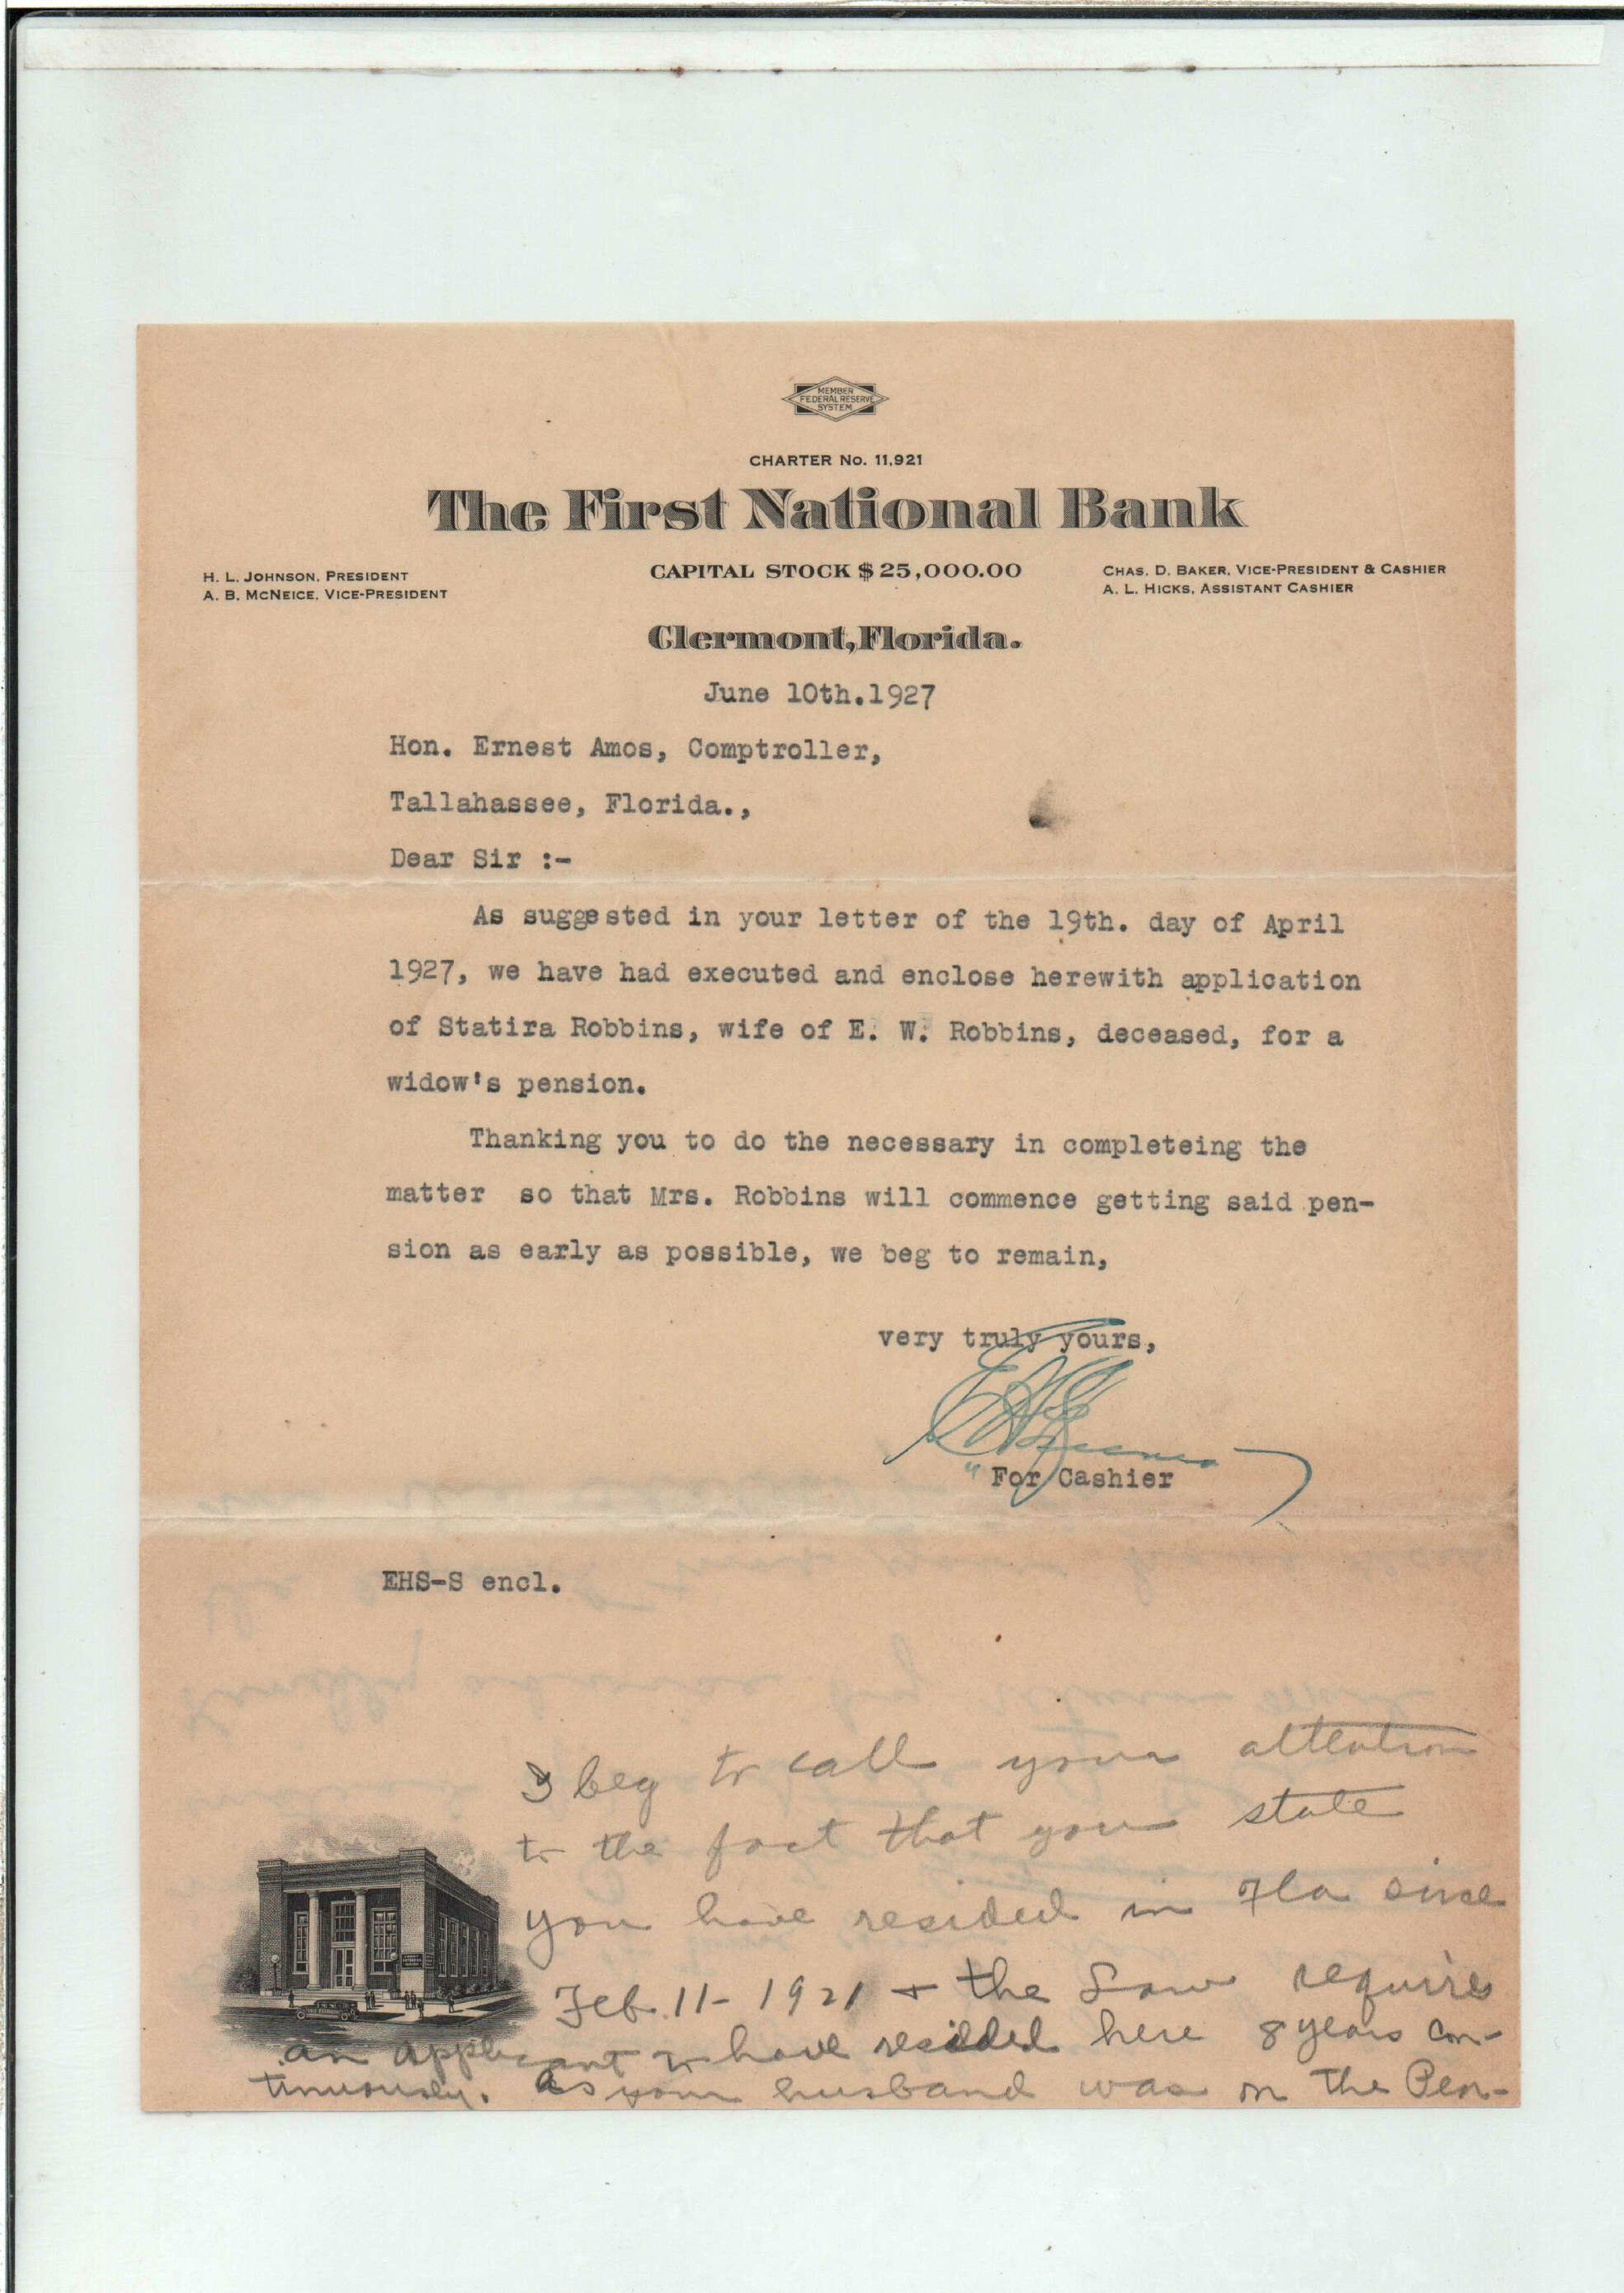 MEMBER
FEDERAL RESERVE
SYSTEM
CHARTER No. 11,921
The First National Bank
H. L. JOHNSON, PRESIDENT
A. B. MCNEICE, VICE-PRESIDENT
CAPITAL STOCK $25,000.00
CHAS. D. BAKER, VICE-PRESIDENT & CASHIER
A. L. HICKS, ASSISTANT CASHIER
Clermont, Florida.
June 10th.1927
Hon. Ernest Amos, Comptroller,
Tallahassee, Florida.,
Dear Sir :-
As suggested in your letter of the 19th. day of April
1927, we have had executed and enclose herewith application
of Statira Robbins, wife of E. W. Robbins, deceased, for a
widow's pension.
Thanking you to do the necessary in completeing the
matter so that Mrs. Robbins will commence getting said pen-
sion as early as possible, we beg to remain,
very truly yours,
" For Cashier
EHS-S encl.
I beg to call your attention
to the fact that you state
you have resided in Fla since
Feb. 11- 1921 + the Law requires
an applicant to have resided here 8 years con-
tinuously. As your husband was on the Pen-